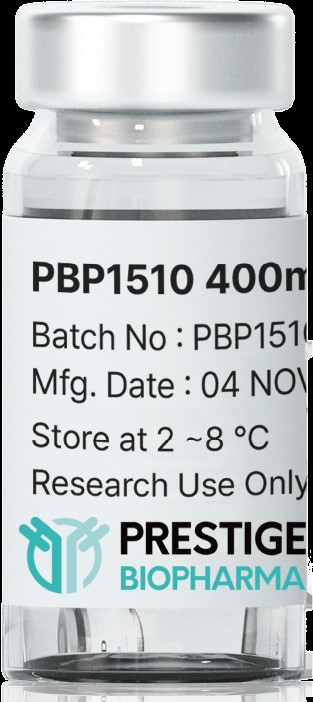 PBP1510 400m
Batch No : PBP151
Mfg. Date : 04 NOV
Store at 2 ~8 °C
Research Use Only
PRESTIGE
BIOPHARMA